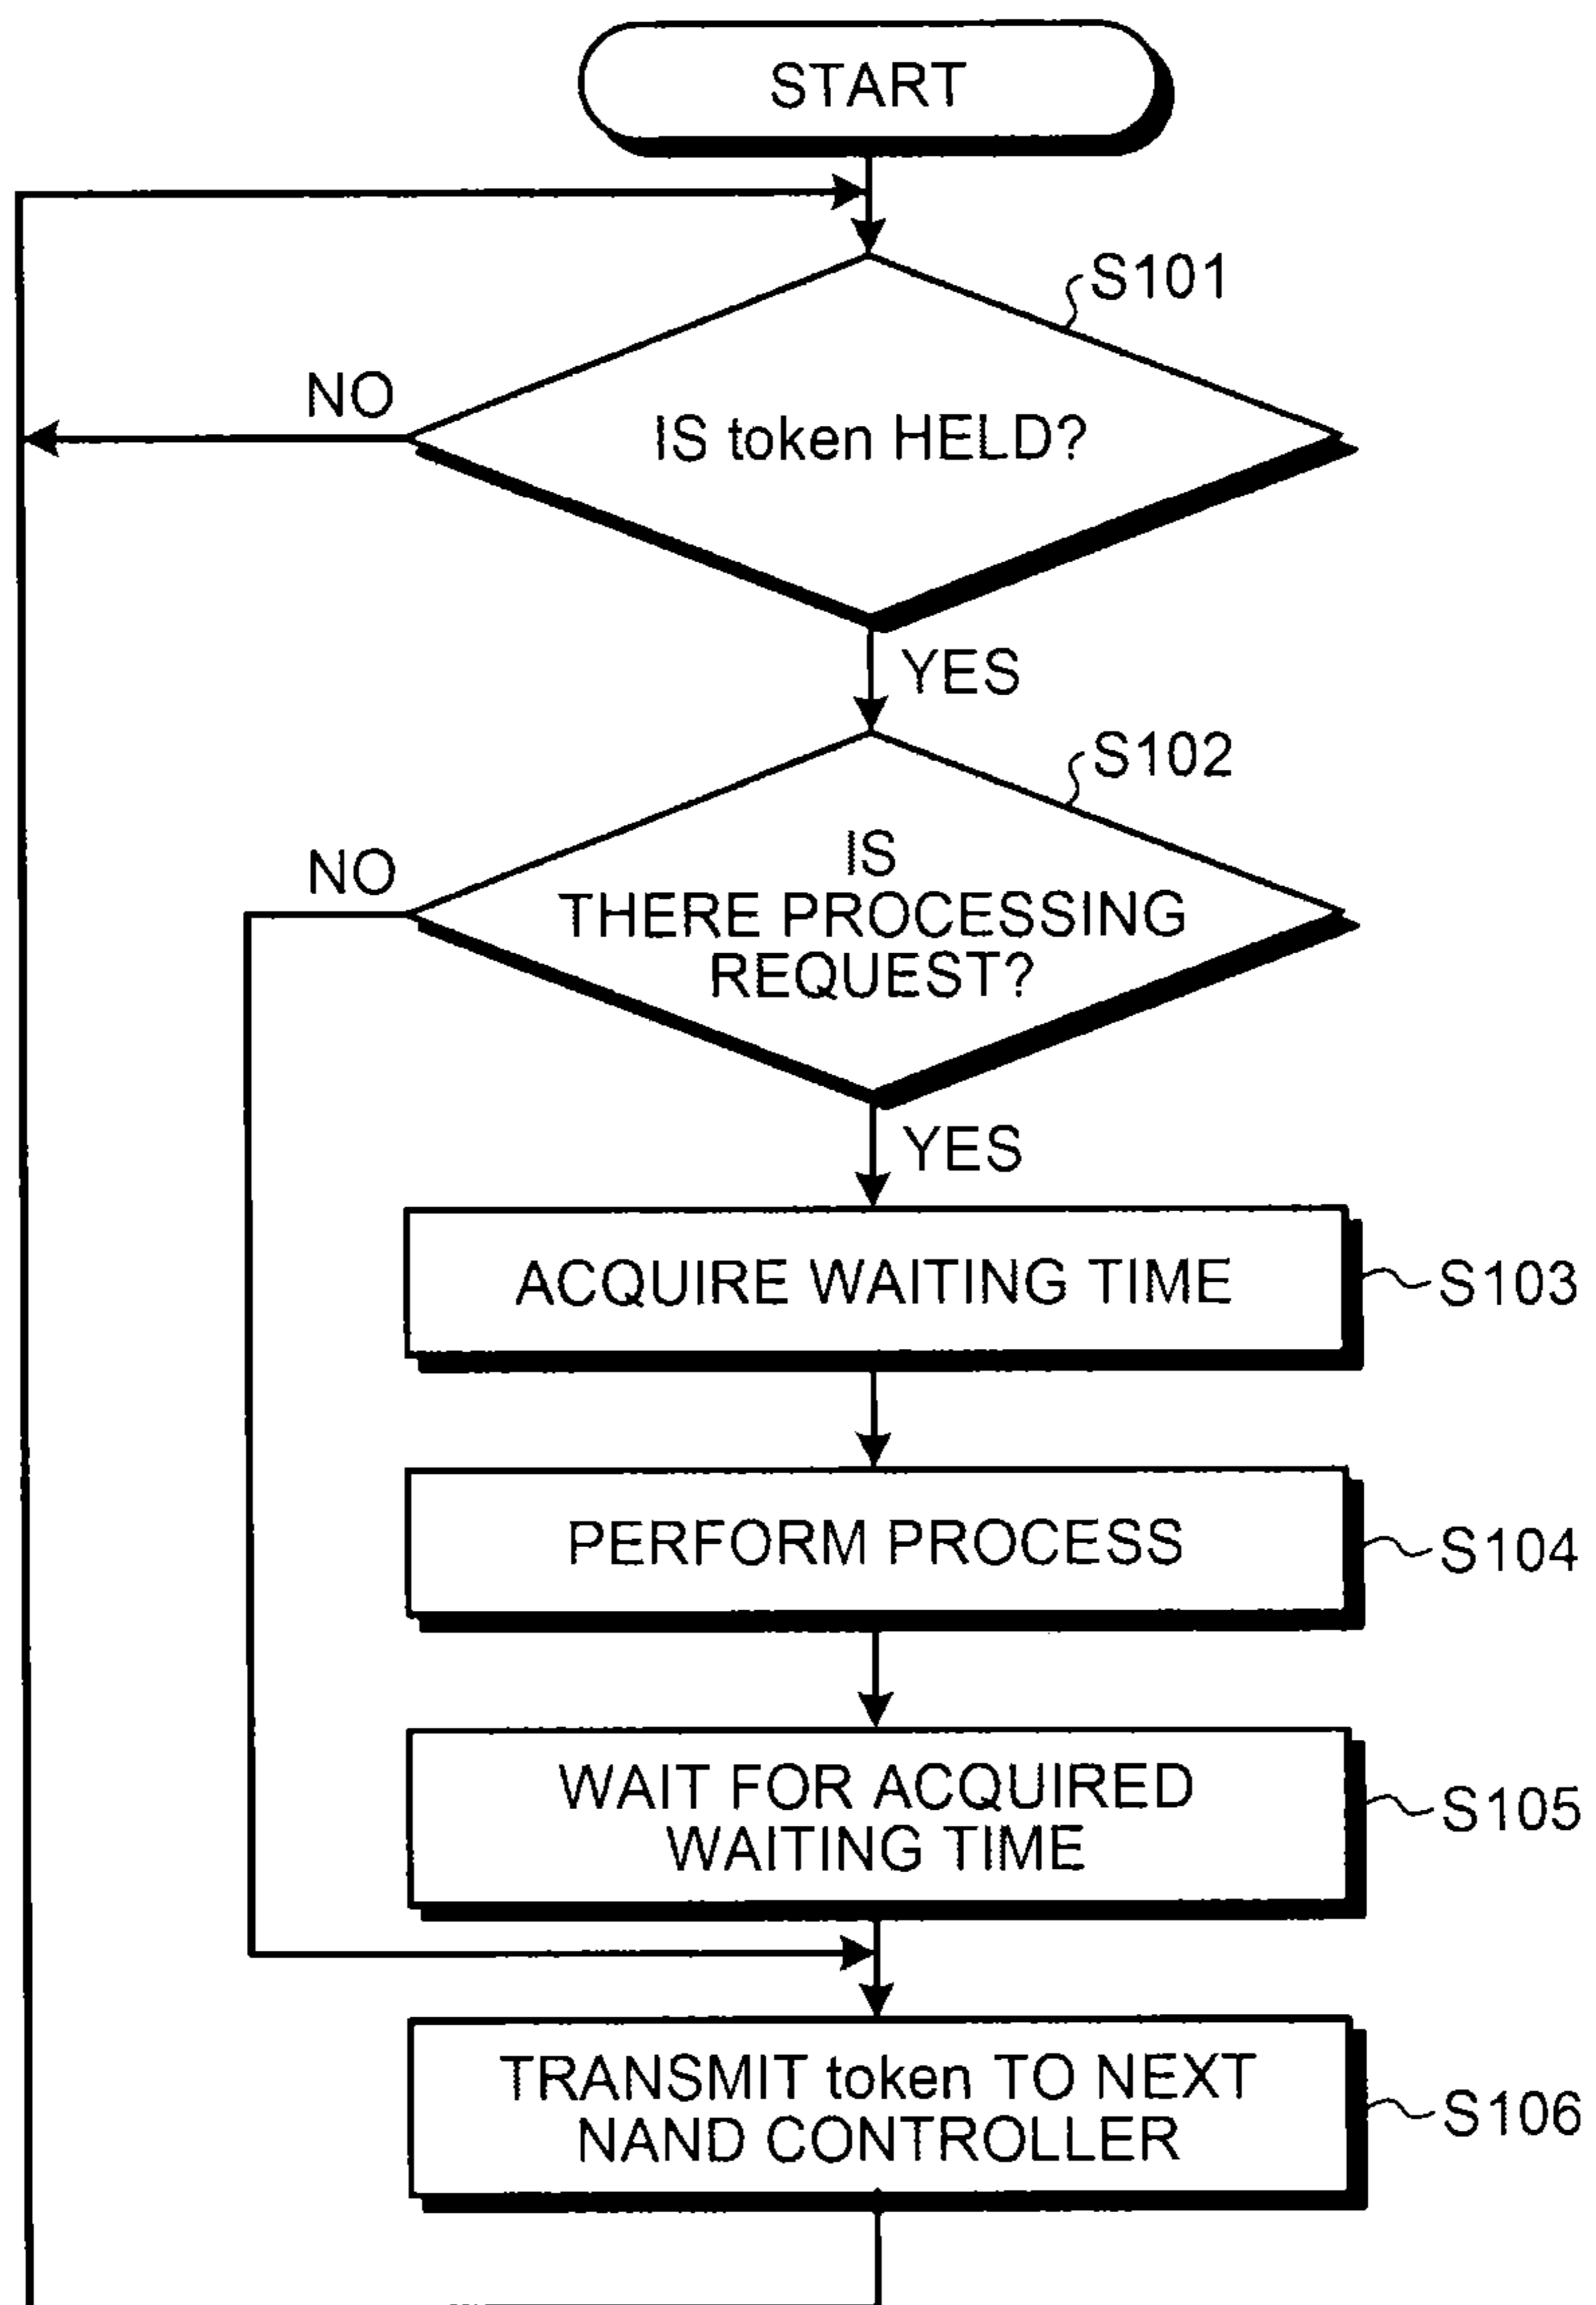 START
S101
NO
IS token HELD?
YES
S102
NO
IS
THERE PROCESSING
REQUEST?
YES
ACQUIRE WAITING TIME
S103
PERFORM PROCESS
S104
WAIT FOR ACQUIRED
WAITING TIME
S105
TRANSMIT token TO NEXT
NAND CONTROLLER
S106